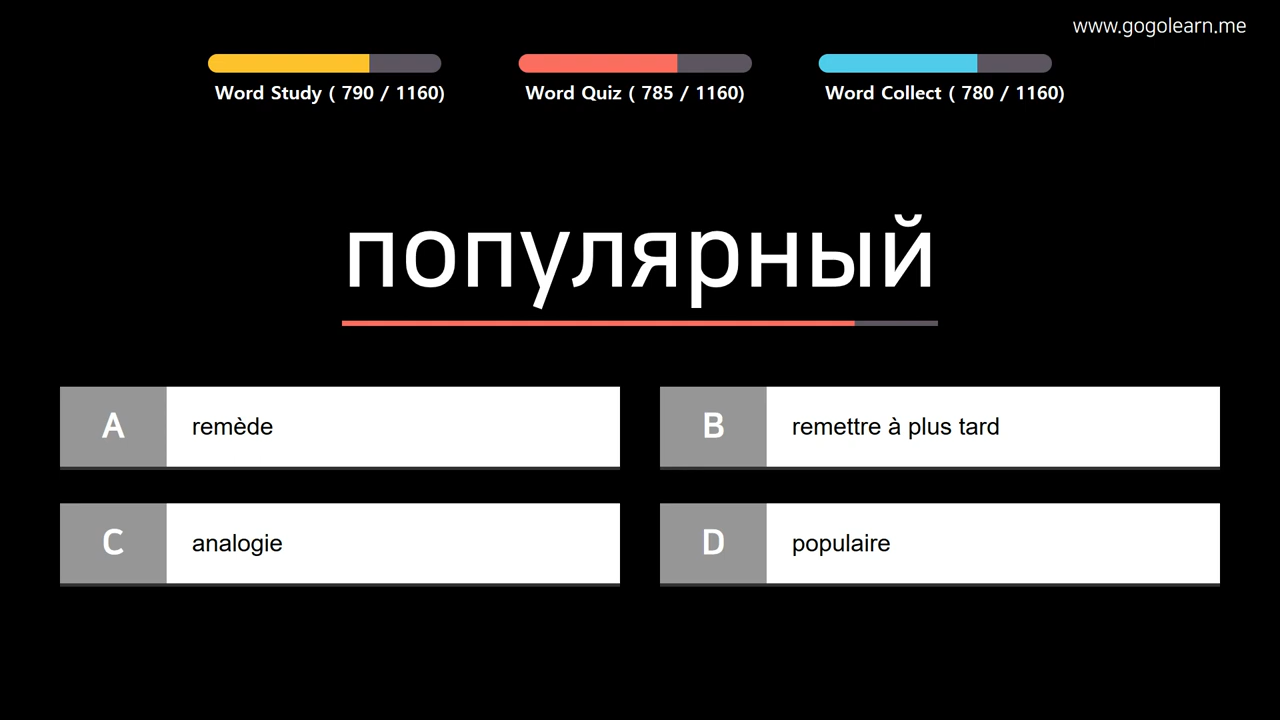 www.gogolearn.me
Word Study ( 790 / 1160)
Word Quiz ( 785 / 1160)
Word Collect ( 780 / 1160)
популярный
A
remède
B
remettre à plus tard
C
analogie
D
populaire